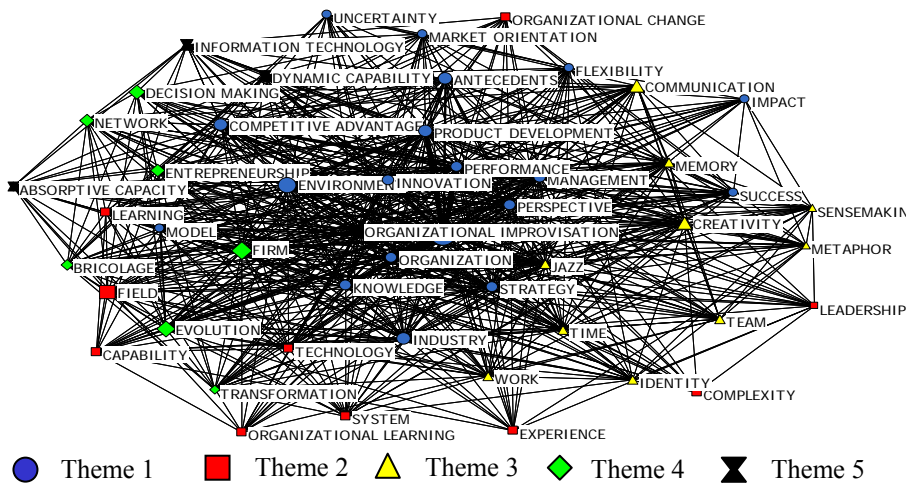 UNCERTAINTY
ORGANIZATIONAL CHANGE
MARKET ORIENTATION
INFORMATION TECHNOLOGY
FLEXIBILITY
DYNAMIC CAPABILITY
ANTECEDENTS
COMMUNICATION
DECISION MAKING
IMPACT
NETWORK
COMPETITIVE ADVANTAGE
PRODUCT DEVELOPMENT
MEMORY
ENTREPRENEURSHIP
PERFORMANCE
MANAGEMENT
ABSORPTIVE CAPACITY
ENVIRONMEN
INNOVATION
SUCCESS
PERSPECTIVE
SENSEMAKIN
LEARNING
MODEL
ORGANIZATIONAL IMPROVISATION
CREATIVITY
METAPHOR
FIRM
ORGANIZATION
JAZZ
BRICOLAGE
FIELD
KNOWLEDGE
STRATEGY
LEADERSHIP
EVOLUTION
TIME
TEAM
INDUSTRY
CAPABILITY
TECHNOLOGY
WORK
IDENTITY
TRANSFORMATION
COMPLEXITY
SYSTEM
ORGANIZATIONAL LEARNING
EXPERIENCE
Theme 1 Theme 2 Theme 3 Theme 4 Theme 5